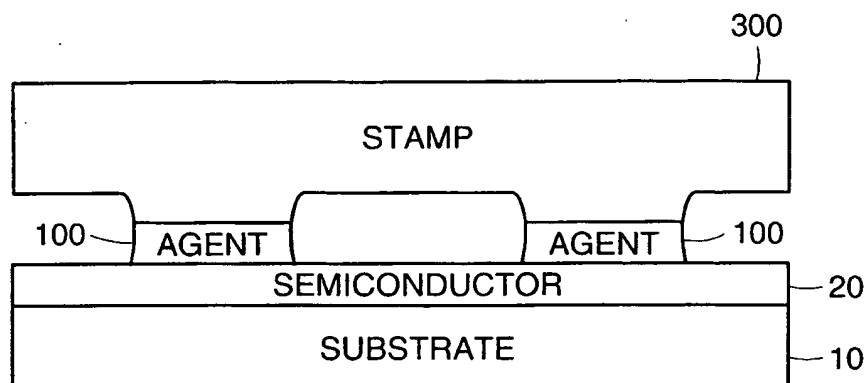 300
STAMP
100 AGENT AGENT 100
SEMICONDUCTOR 20
SUBSTRATE 10